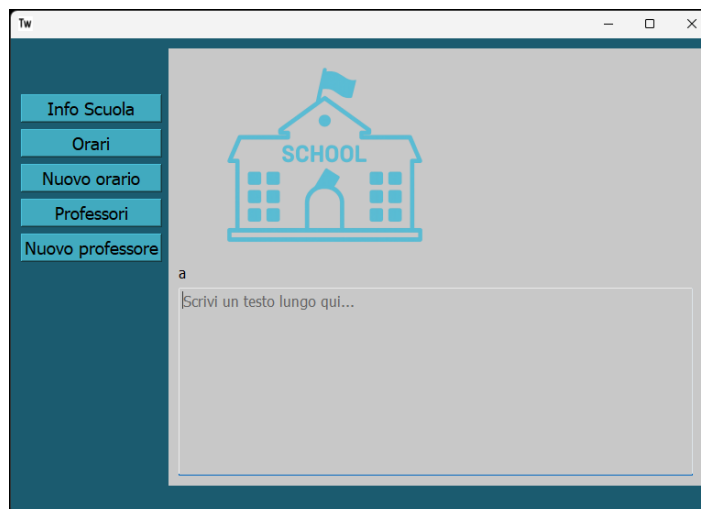 Tw
Info Scuola
Orari
Nuovo orario
Professori
Nuovo professore
SCHOOL
a
Scrivi un testo lungo qui...